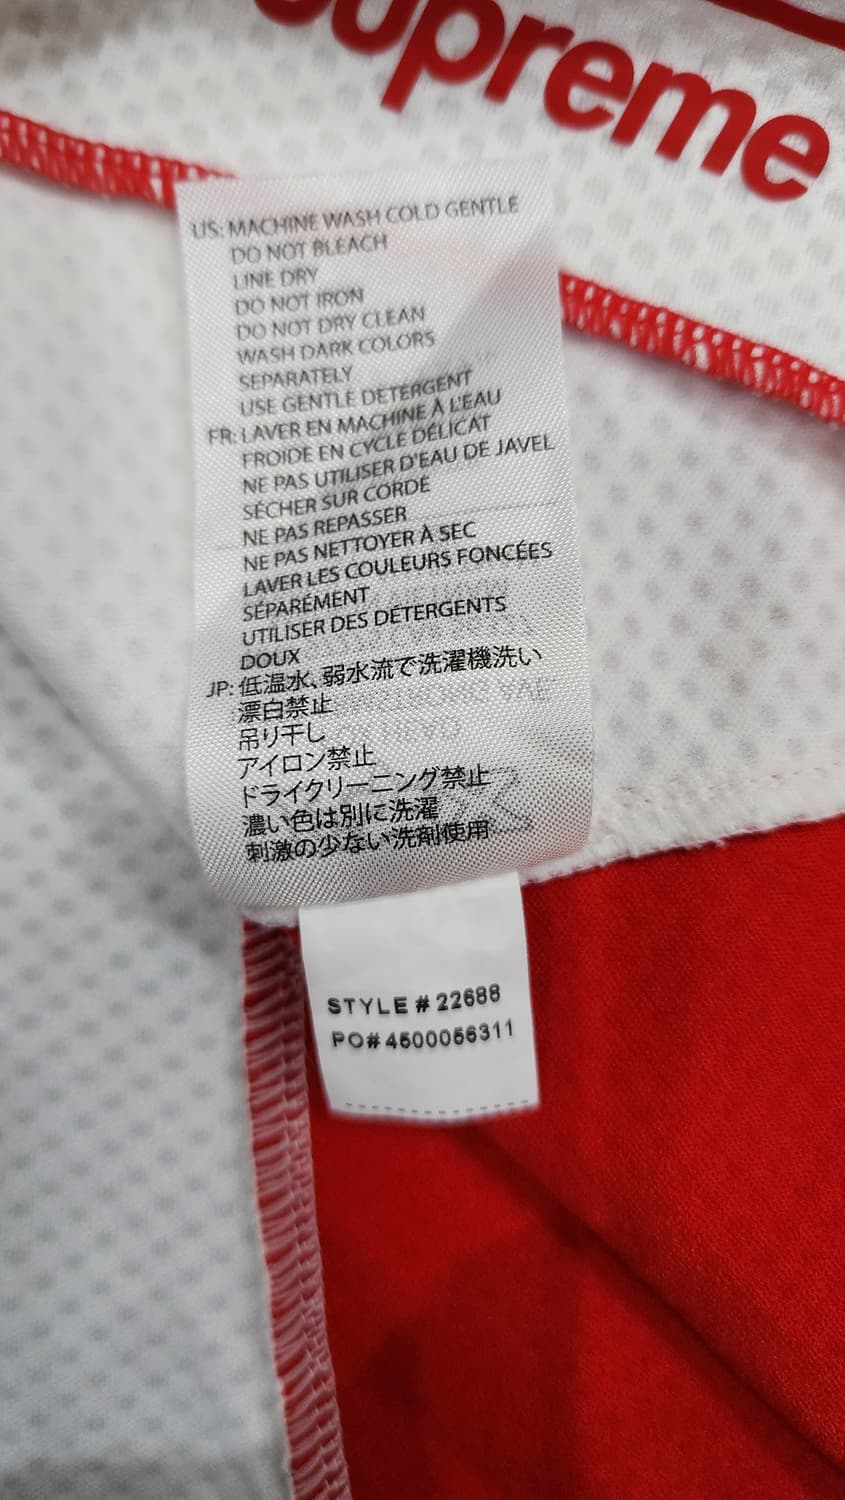 Supreme
US: MACHINE WASH COLD GENTLE
DO NOT BLEACH
LINE DRY
DO NOT IRON
DO NOT DRY CLEAN
WASH DARK COLORS
SEPARATELY
USE GENTLE DETERGENT
FR: LAVER EN MACHINE À L'EAU
FROIDE EN CYCLE DÉLICAT
NE PAS UTILISER D'EAU DE JAVEL
SÉCHER SUR CORDE
NE PAS REPASSER
NE PAS NETTOYER À SEC
LAVER LES COULEURS FONCÉES
SÉPARÉMENT
UTILISER DES DÉTERGENTS
DOUX
JP: 低温水、弱水流で洗濯機洗い
漂白禁止
吊り干し
アイロン禁止
ドライクリーニング禁止
濃い色は別に洗濯
刺激の少ない洗剤使用
STYLE # 22688
PO# 4500056311